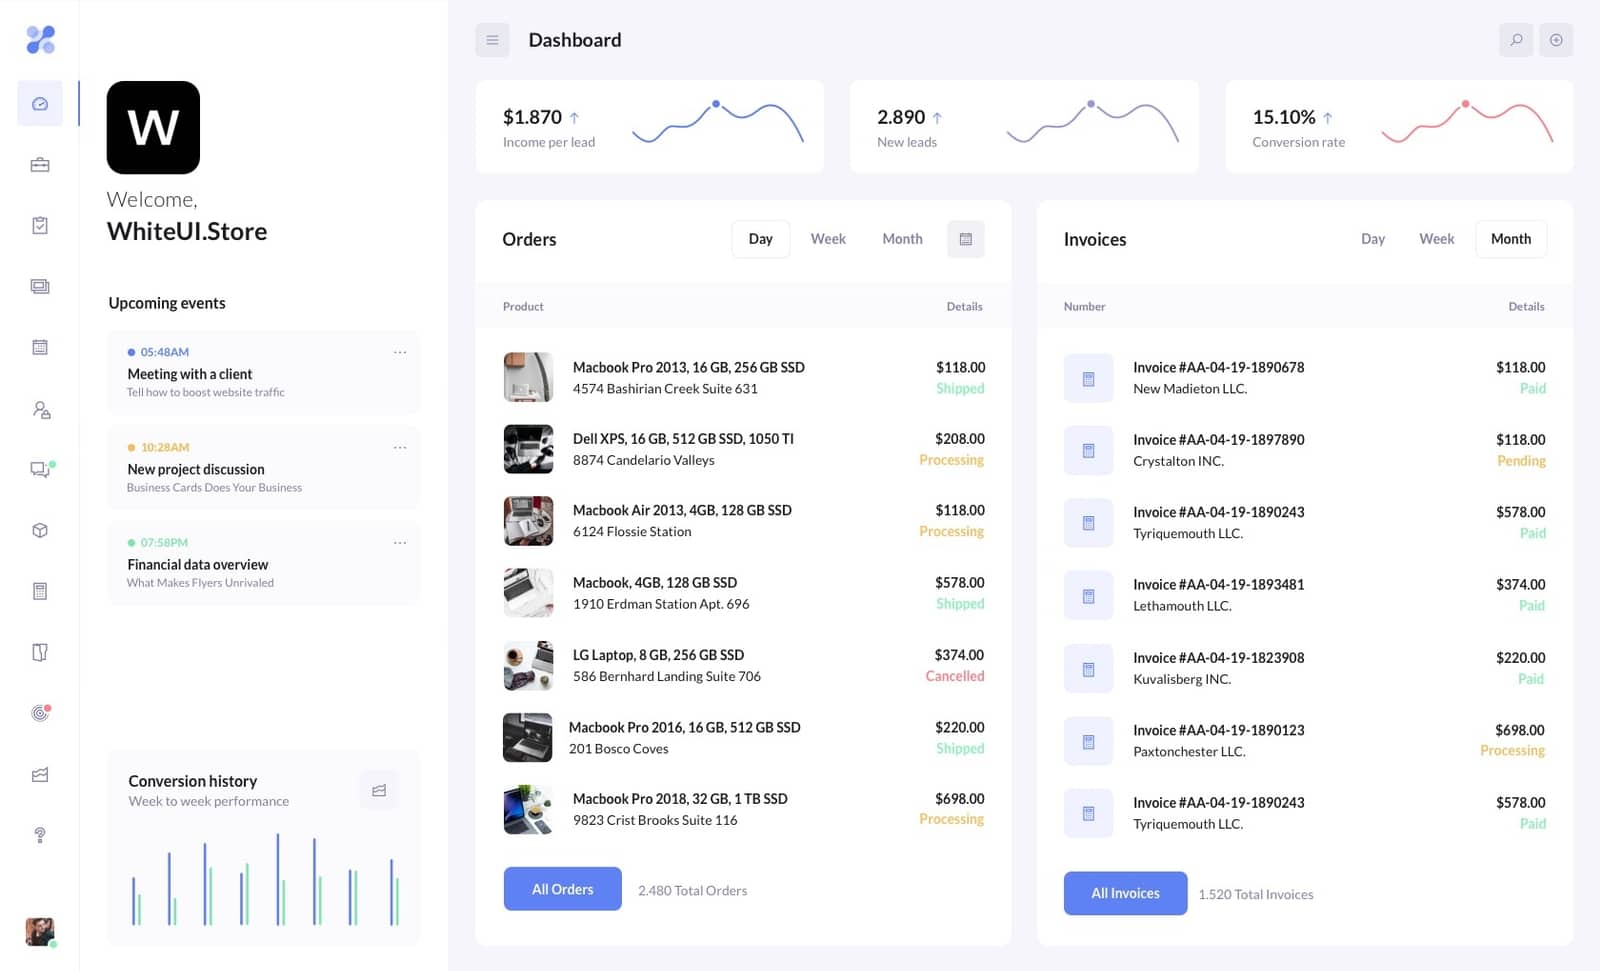 W
Welcome,
WhiteUI.Store
Upcoming events
05:48AM
Meeting with a client
Tell how to boost website traffic
10:28AM
New project discussion
Business Cards Does Your Business
07:58PM
Financial data overview
What Makes Flyers Unrivaled
Conversion history
Week to week performance
Dashboard
$1.870
Income per lead
2.890
New leads
15.10%
Conversion rate
Orders
Day Week Month
Product Details
Macbook Pro 2013, 16 GB, 256 GB SSD $118.00
4574 Bashirian Creek Suite 631 Shipped
Dell XPS, 16 GB, 512 GB SSD, 1050 TI $208.00
8874 Candelario Valleys Processing
Macbook Air 2013, 4GB, 128 GB SSD $118.00
6124 Flossie Station Processing
Macbook, 4GB, 128 GB SSD $578.00
1910 Erdman Station Apt. 696 Shipped
LG Laptop, 8 GB, 256 GB SSD $374.00
586 Bernhard Landing Suite 706 Cancelled
Macbook Pro 2016, 16 GB, 512 GB SSD $220.00
201 Bosco Coves Shipped
Macbook Pro 2018, 32 GB, 1 TB SSD $698.00
9823 Crist Brooks Suite 116 Processing
All Orders 2.480 Total Orders
Invoices
Day Week Month
Number Details
Invoice #AA-04-19-1890678 $118.00
New Madieton LLC. Paid
Invoice #AA-04-19-1897890 $118.00
Crystalton INC. Pending
Invoice #AA-04-19-1890243 $578.00
Tyriquemouth LLC. Paid
Invoice #AA-04-19-1893481 $374.00
Lethamouth LLC. Paid
Invoice #AA-04-19-1823908 $220.00
Kuvalisberg INC. Paid
Invoice #AA-04-19-1890123 $698.00
Paxtonchester LLC. Processing
Invoice #AA-04-19-1890243 $578.00
Tyriquemouth LLC. Paid
All Invoices 1.520 Total Invoices